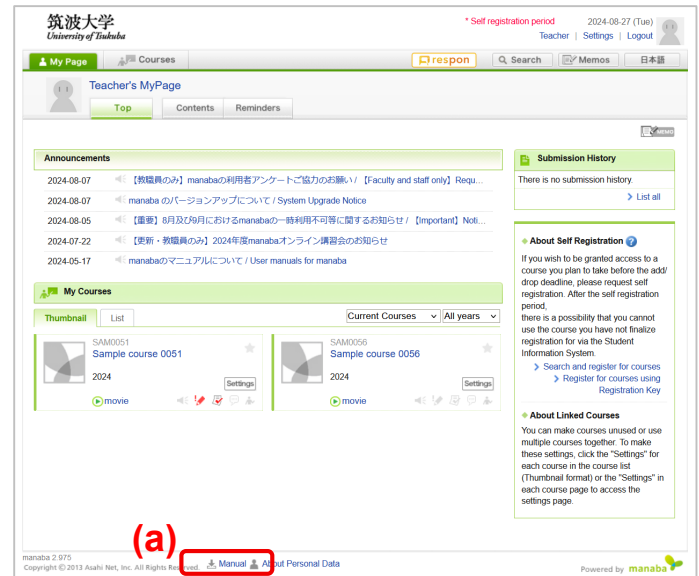 筑波大学
University of Tsukuba
* Self registration period
2024-08-27 (Tue)
Teacher | Settings | Logout
My Page
Courses
respon
Search
Memos
日本語
Teacher's MyPage
Top
Contents
Reminders
MEMO
Announcements
2024-08-07 【教職員のみ】manabaの利用者アンケートご協力のお願い / 【Faculty and staff only】Requ...
2024-08-07 manaba のバージョンアップについて / System Upgrade Notice
2024-08-05 【重要】8月及び9月におけるmanabaの一時利用不可等に関するお知らせ / 【Important】Noti...
2024-07-22 【更新・教職員のみ】2024年度manabaオンライン講習会のお知らせ
2024-05-17 manabaのマニュアルについて / User manuals for manaba
My Courses
Thumbnail
List
Current Courses
All years
SAM0051
Sample course 0051
2024
Settings
movie
SAM0056
Sample course 0056
2024
Settings
movie
Submission History
There is no submission history.
List all
About Self Registration ?
If you wish to be granted access to a
course you plan to take before the add/
drop deadline, please request self
registration. After the self registration
period,
there is a possibility that you cannot
use the course you have not finalize
registration for via the Student
Information System.
Search and register for courses
Register for courses using
Registration Key
About Linked Courses
You can make courses unused or use
multiple courses together. To make
these settings, click the "Settings" for
each course in the course list
(Thumbnail format) or the "Settings" in
each course page to access the
settings page.
(a)
manaba 2.975
Copyright © 2013 Asahi Net, Inc. All Rights Reserved.
Manual
About Personal Data
Powered by manaba